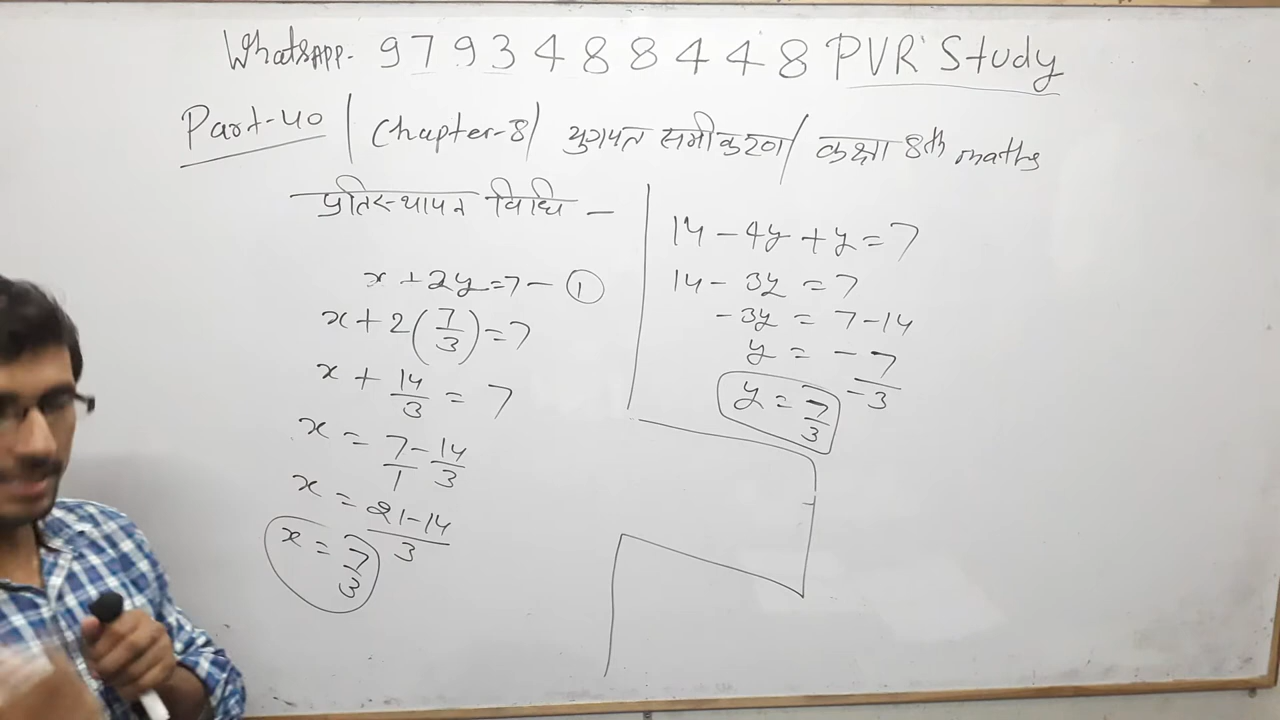 WhatsAPP. 9793488448 PVR Study
Part-40 | Chapter-8 | युगपत समीकरण | कक्षा 8th maths
प्रतिस्थापन विधि –
x + 2y = 7 – ①
x + 2(7/3) = 7
x + 14/3 = 7
x = 7/1 - 14/3
x = 21-14/3
x = 7/3
14 - 4y + y = 7
14 - 3y = 7
-3y = 7-14
y = -7/-3
y = 7/3